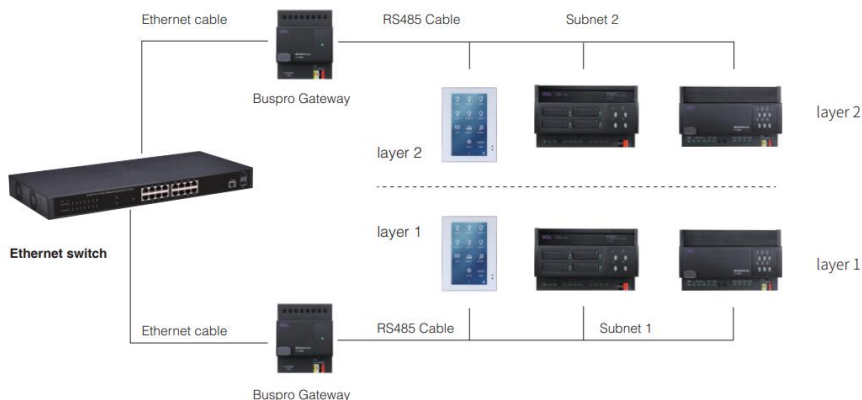 Ethernet cable
RS485 Cable
Subnet 2
Buspro Gateway
layer 2
layer 2
layer 1
Ethernet switch
layer 1
Ethernet cable
RS485 Cable
Subnet 1
Buspro Gateway